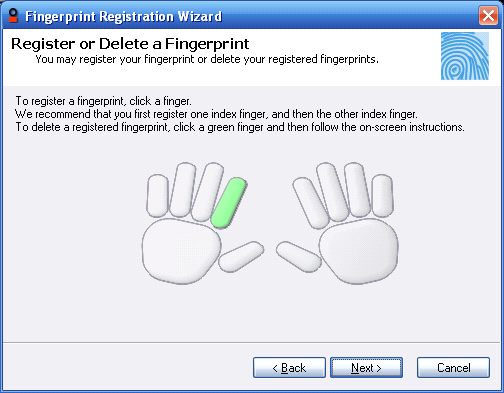 Fingerprint Registration Wizard
Register or Delete a Fingerprint
You may register your fingerprint or delete your registered fingerprints.
To register a fingerprint, click a finger.
We recommend that you first register one index finger, and then the other index finger.
To delete a registered fingerprint, click a green finger and then follow the on-screen instructions.
< Back Next > Cancel